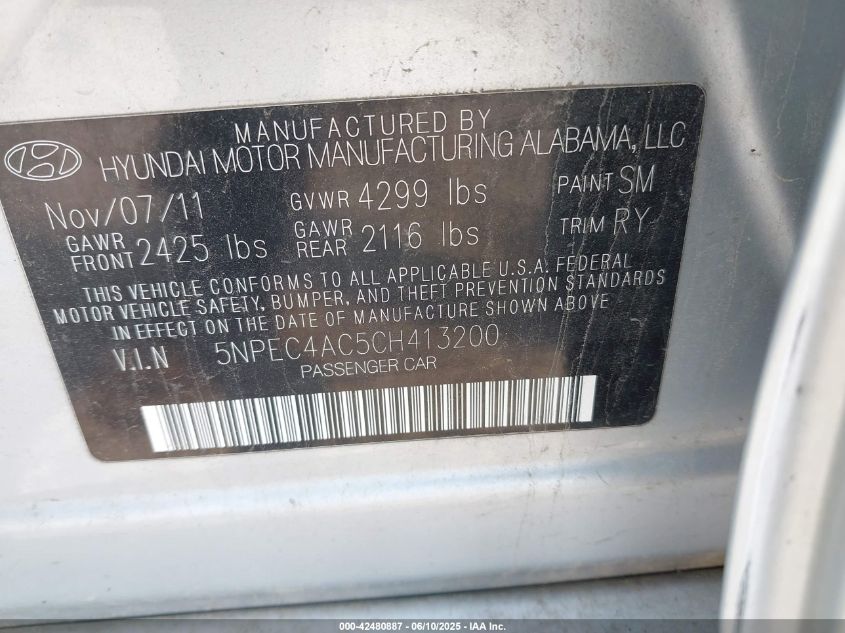 MANUFACTURED BY
HYUNDAI MOTOR MANUFACTURING ALABAMA, LLC
Nov/07/11 GVWR 4299 lbs PAINT SM
GAWR FRONT 2425 lbs GAWR REAR 2116 lbs TRIM RY
THIS VEHICLE CONFORMS TO ALL APPLICABLE U.S.A. FEDERAL
MOTOR VEHICLE SAFETY, BUMPER, AND THEFT PREVENTION STANDARDS
IN EFFECT ON THE DATE OF MANUFACTURE SHOWN ABOVE
V.I.N 5NPEC4AC5CH413200
PASSENGER CAR
000-42480887 - 06/10/2025 - IAA Inc.